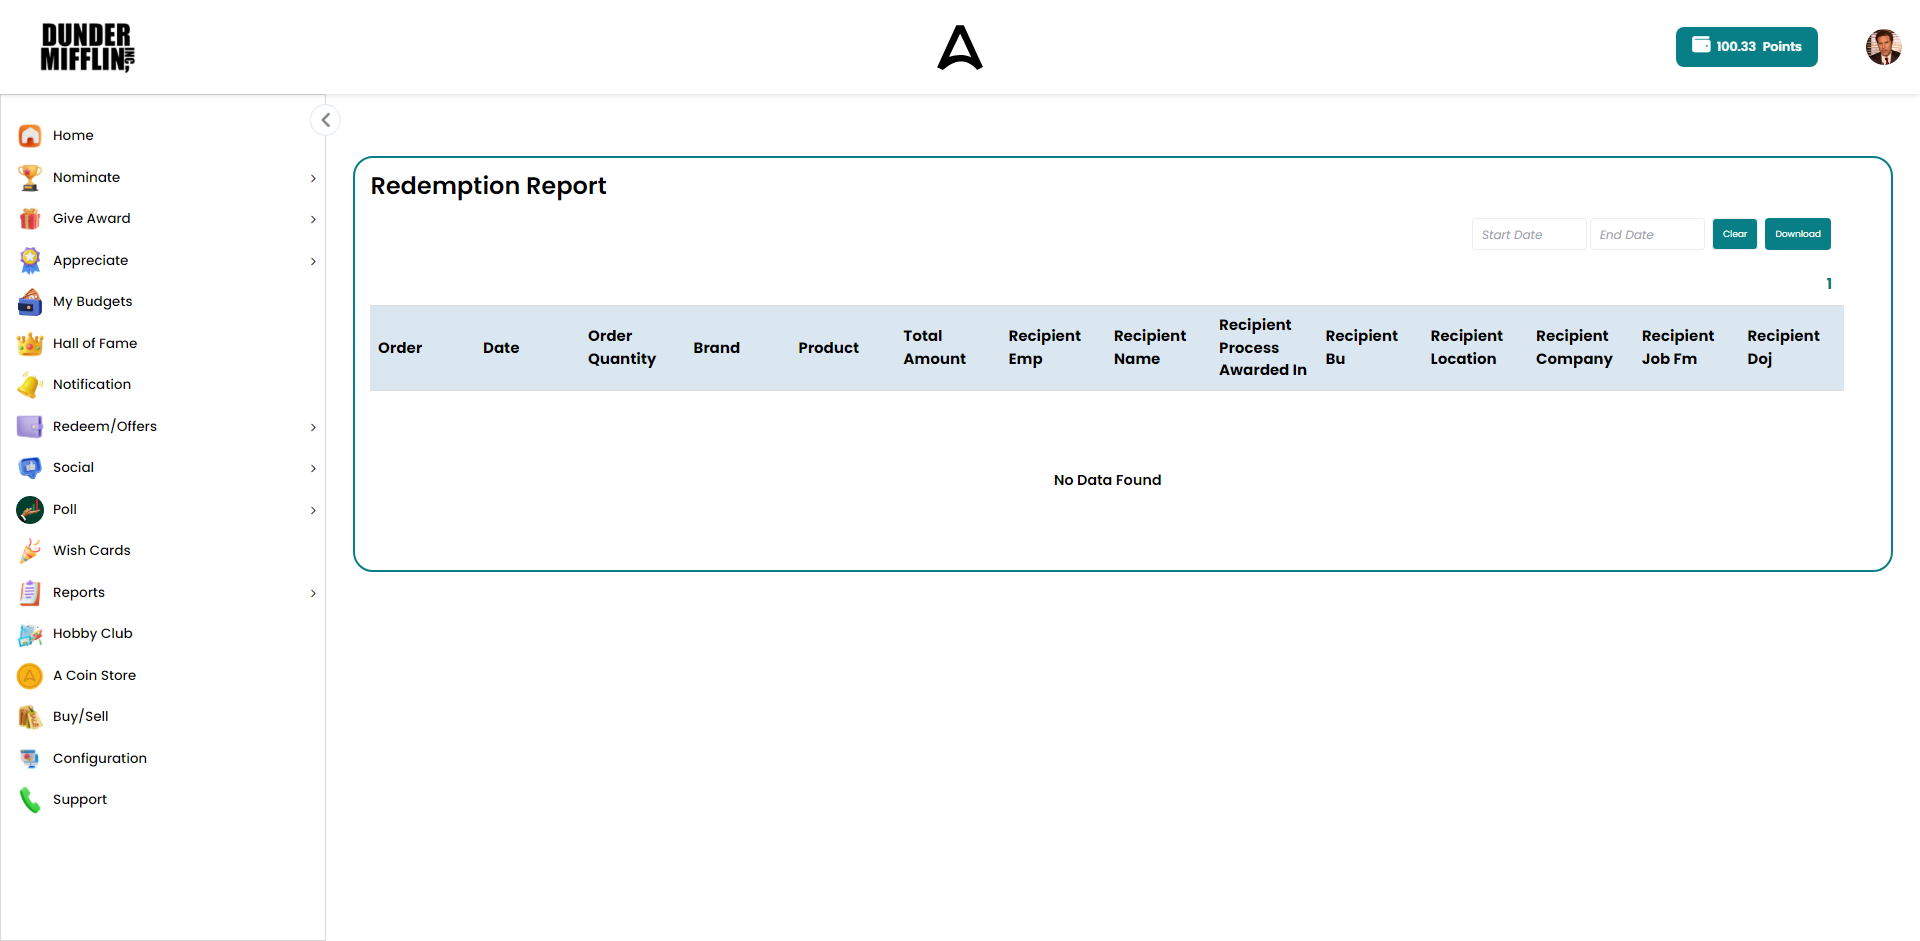 DUNDER
MIFFLIN INC,
100.33 Points
Home
Nominate
Give Award
Appreciate
My Budgets
Hall of Fame
Notification
Redeem/Offers
Social
Poll
Wish Cards
Reports
Hobby Club
A Coin Store
Buy/Sell
Configuration
Support
Redemption Report
Start Date End Date Clear Download
1
Order Date Order Quantity Brand Product Total Amount Recipient Emp Recipient Name Recipient Process Awarded In Recipient Bu Recipient Location Recipient Company Recipient Job Fm Recipient Doj
No Data Found